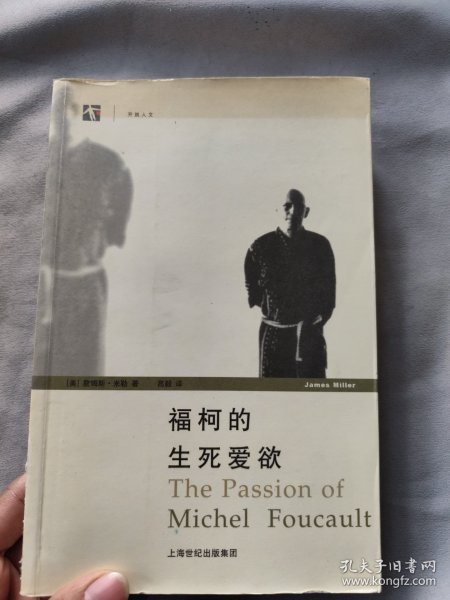 开放人文
[美] 詹姆斯·米勒 著 高毅 译
James Miller
福柯的
生死爱欲
The Passion of
Michel Foucault
上海世纪出版集团
孔夫子旧书网
www.kongfz.com